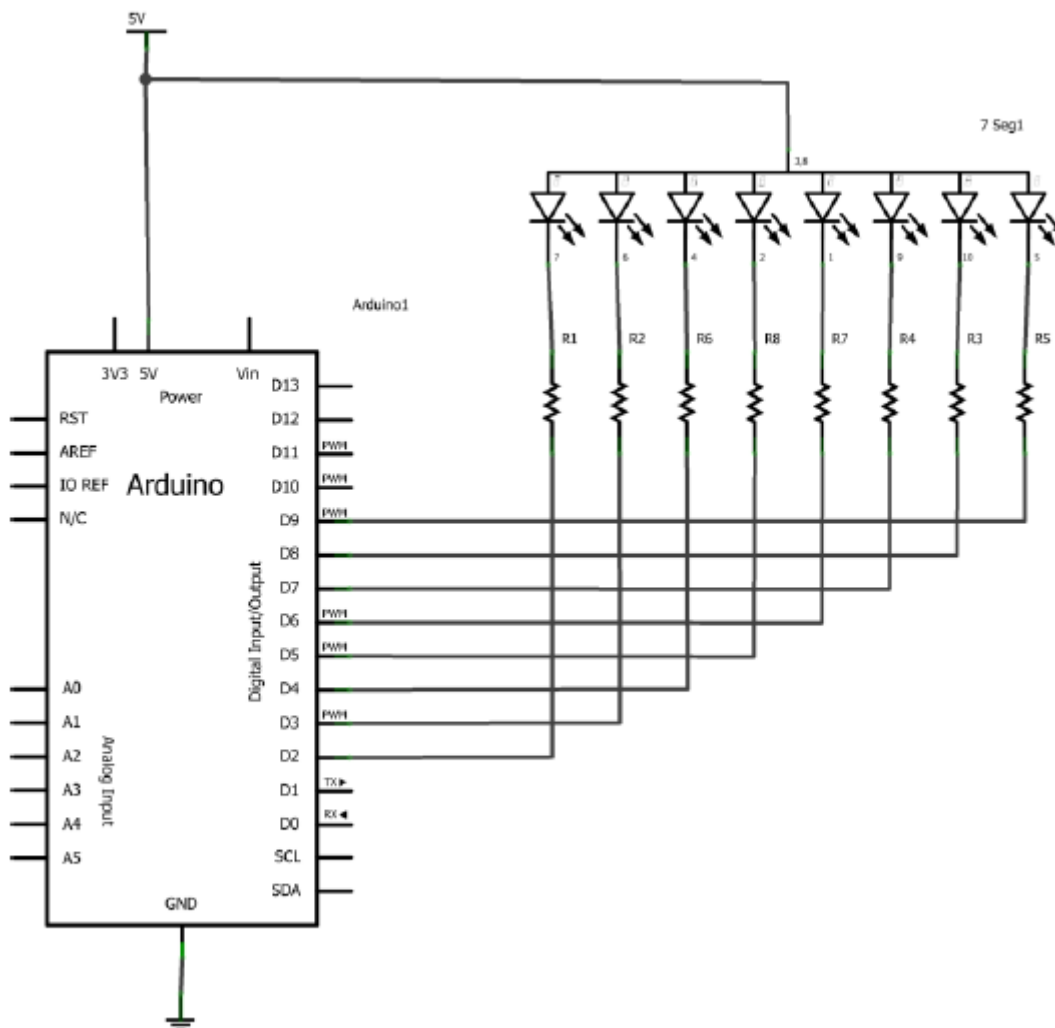 5V
7 Seg1
3,8
7 6 4 2 1 9 10 5
Arduino1
R1 R2 R6 R8 R7 R4 R3 R5
3V3 5V Vin
Power
D13
RST D12
AREF D11 PWM
IO REF Arduino D10 PWM
N/C D9 PWM
D8
D7
Digital Input/Output
D6 PWM
D5 PWM
A0 D4
A1 D3 PWM
A2 D2
Analog Input
A3 D1 TX
A4 D0 RX
A5 SCL
SDA
GND